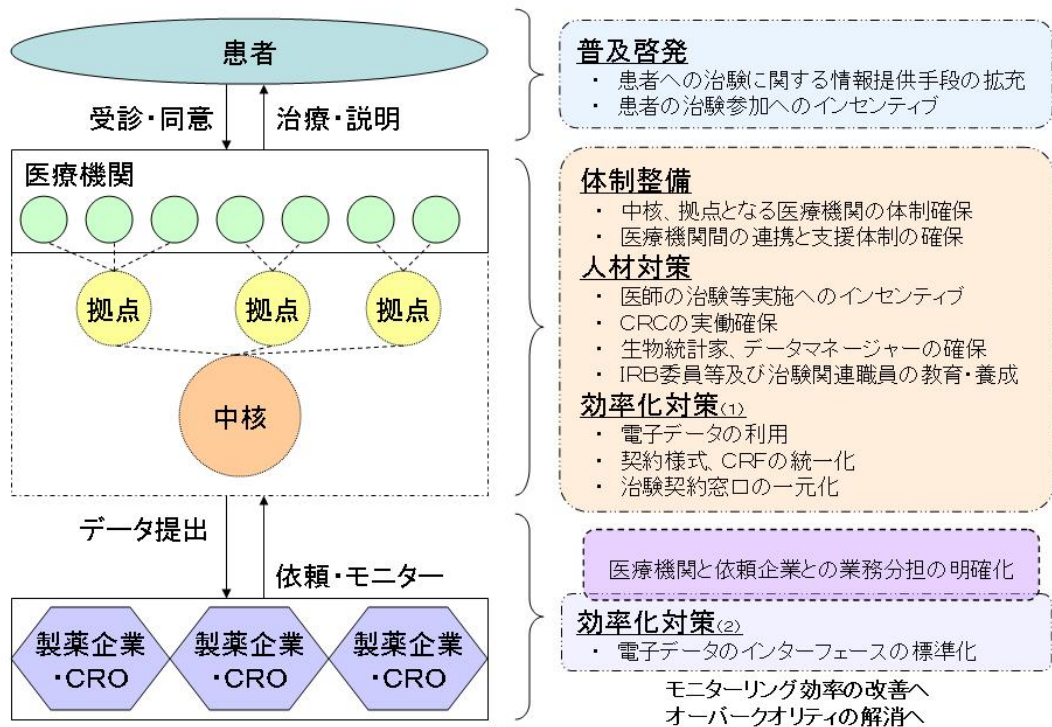 患者
受診・同意
治療・説明
医療機関
拠点
拠点
拠点
中核
データ提出
依頼・モニター
製薬企業
・CRO
製薬企業
・CRO
製薬企業
・CRO
普及啓発
・ 患者への治験に関する情報提供手段の拡充
・ 患者の治験参加へのインセンティブ
体制整備
・ 中核、拠点となる医療機関の体制確保
・ 医療機関間の連携と支援体制の確保
人材対策
・ 医師の治験等実施へのインセンティブ
・ CRCの実働確保
・ 生物統計家、データマネージャーの確保
・ IRB委員等及び治験関連職員の教育・養成
効率化対策(1)
・ 電子データの利用
・ 契約様式、CRFの統一化
・ 治験契約窓口の一元化
医療機関と依頼企業との業務分担の明確化
効率化対策(2)
・ 電子データのインターフェースの標準化
モニターリング効率の改善へ
オーバークオリティの解消へ